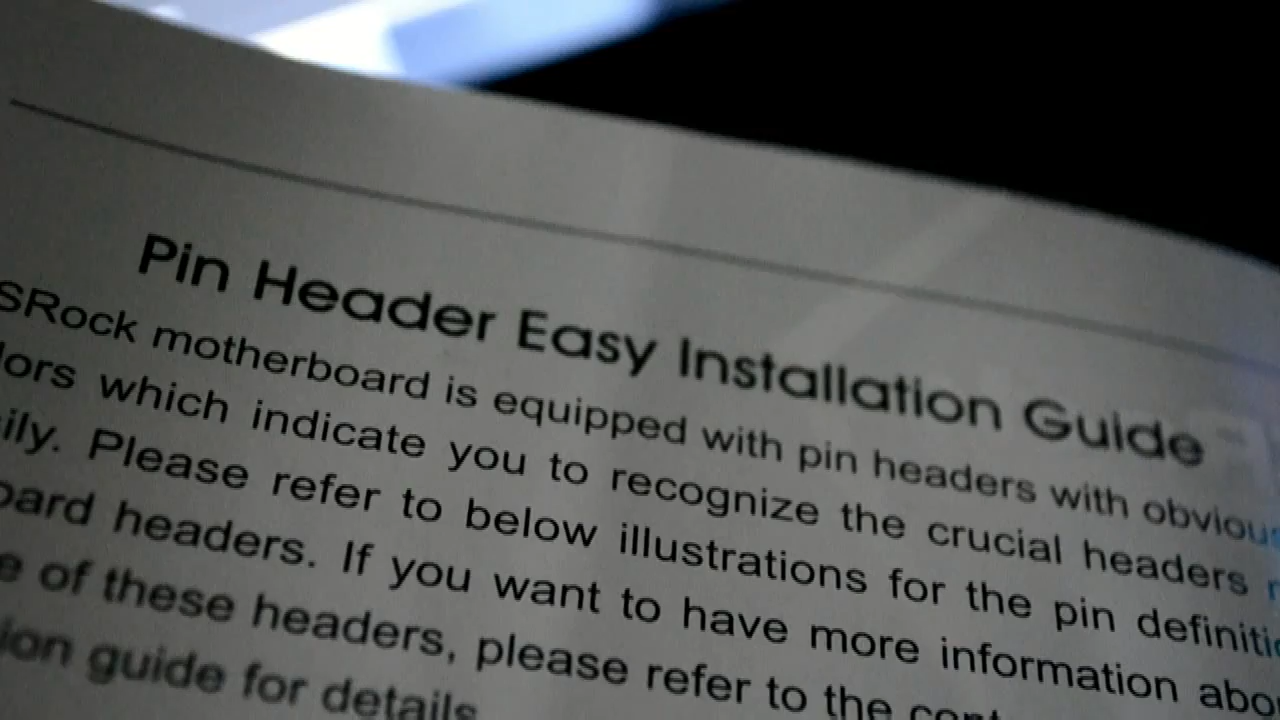 Pin Header Easy Installation Guide
SRock motherboard is equipped with pin headers with obvious
lors which indicate you to recognize the crucial headers
ily. Please refer to below illustrations for the pin definiti
oard headers. If you want to have more information abo
e of these headers, please refer to the cont
ion guide for details